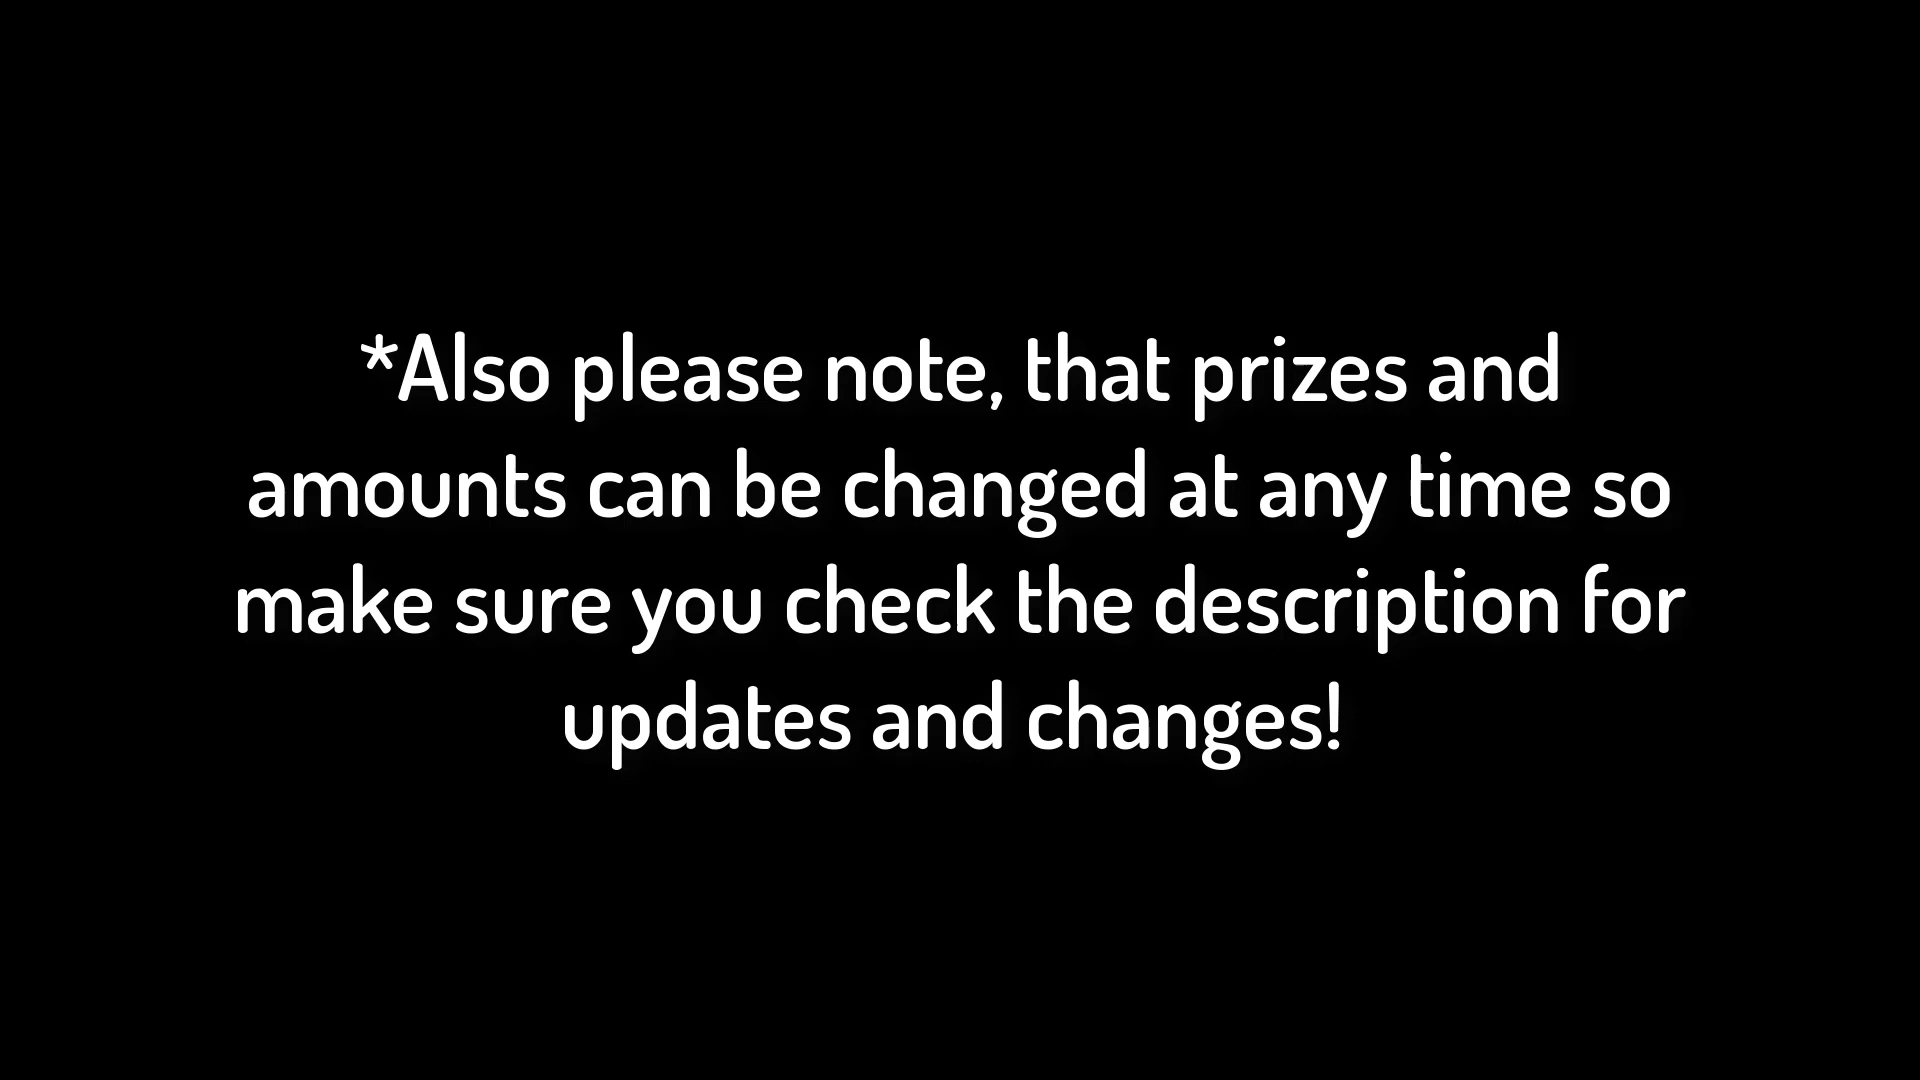 *Also please note, that prizes and
amounts can be changed at any time so
make sure you check the description for
updates and changes!